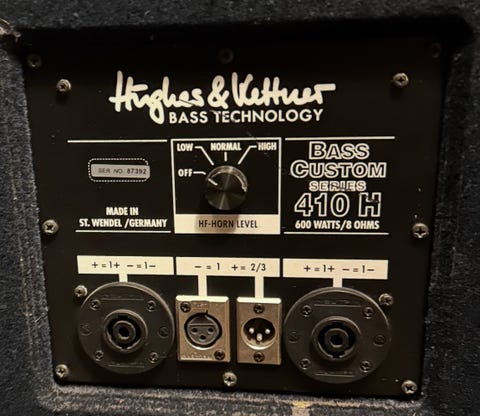 Hughes & Kettner
BASS TECHNOLOGY
LOW NORMAL HIGH
OFF
HF-HORN LEVEL
SER NO. 87392
MADE IN
ST. WENDEL /GERMANY
BASS
CUSTOM
SERIES
410 H
600 WATTS/8 OHMS
+=1+ -=1-
-=1 +=2/3
+=1+ -=1-